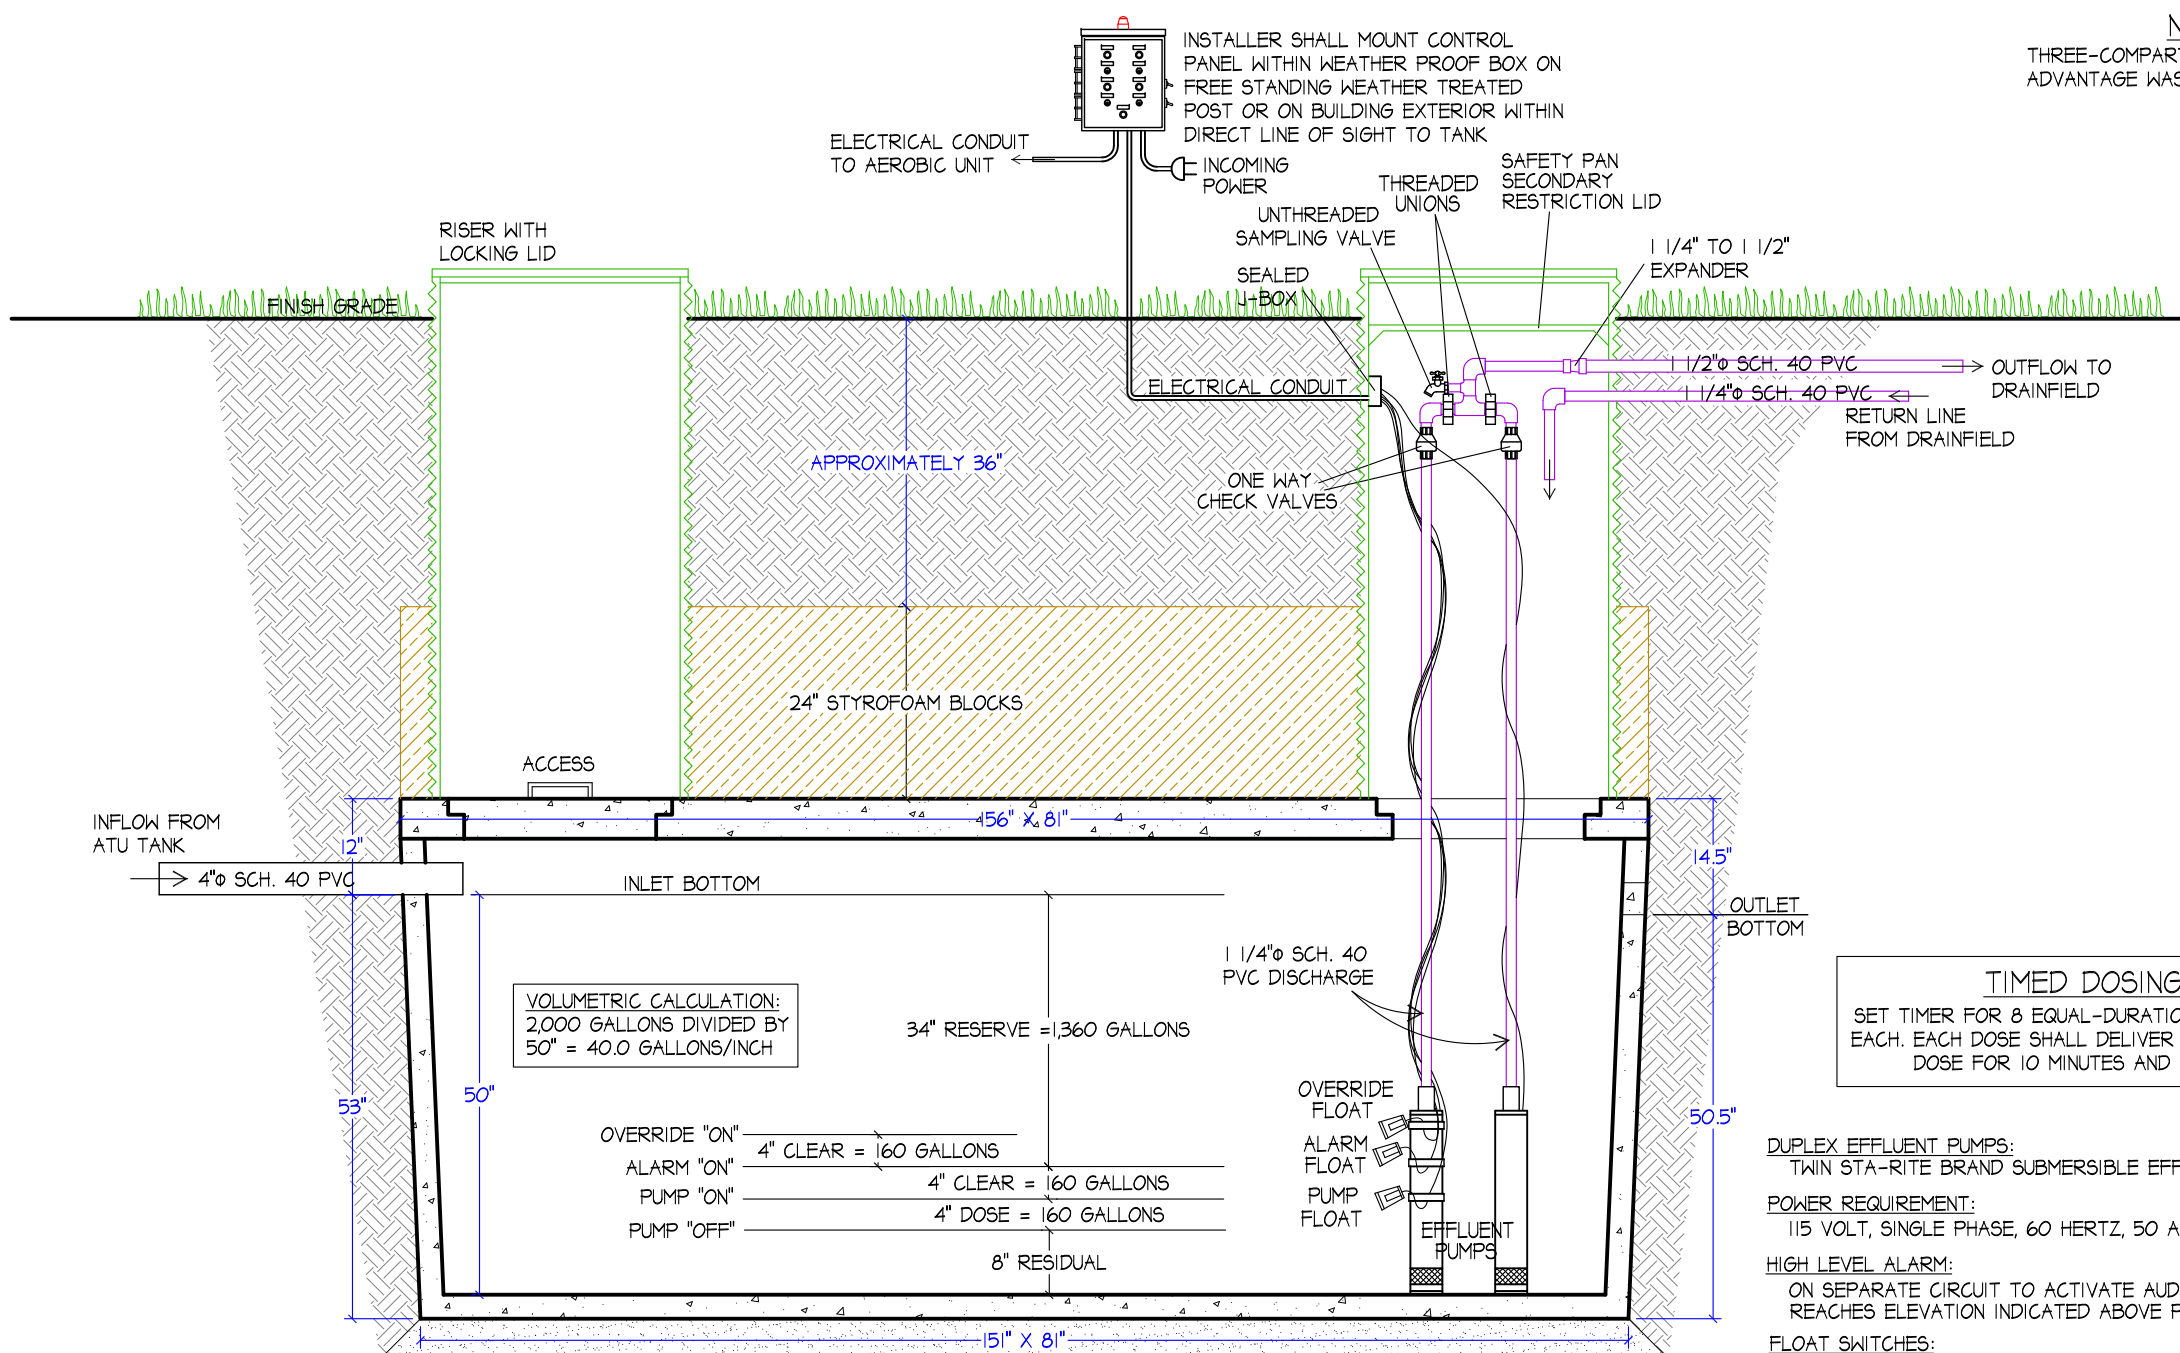 N
THREE-COMPART
ADVANTAGE WAS
INSTALLER SHALL MOUNT CONTROL
PANEL WITHIN WEATHER PROOF BOX ON
FREE STANDING WEATHER TREATED
POST OR ON BUILDING EXTERIOR WITHIN
DIRECT LINE OF SIGHT TO TANK
ELECTRICAL CONDUIT
TO AEROBIC UNIT
INCOMING
POWER
THREADED
UNIONS
SAFETY PAN
SECONDARY
RESTRICTION LID
UNTHREADED
SAMPLING VALVE
RISER WITH
LOCKING LID
1 1/4" TO 1 1/2"
EXPANDER
SEALED
J-BOX
FINISH GRADE
ELECTRICAL CONDUIT
1 1/2"Φ SCH. 40 PVC
OUTFLOW TO
DRAINFIELD
1 1/4"Φ SCH. 40 PVC
RETURN LINE
FROM DRAINFIELD
APPROXIMATELY 36"
ONE WAY
CHECK VALVES
24" STYROFOAM BLOCKS
ACCESS
156" X 81"
INFLOW FROM
ATU TANK
12"
14.5"
4"Φ SCH. 40 PVC
INLET BOTTOM
OUTLET
BOTTOM
1 1/4"Φ SCH. 40
PVC DISCHARGE
VOLUMETRIC CALCULATION:
2,000 GALLONS DIVIDED BY
50" = 40.0 GALLONS/INCH
34" RESERVE =1,360 GALLONS
TIMED DOSING
SET TIMER FOR 8 EQUAL-DURATIO
EACH. EACH DOSE SHALL DELIVER
DOSE FOR 10 MINUTES AND
53"
50"
50.5"
OVERRIDE
FLOAT
ALARM
FLOAT
PUMP
FLOAT
OVERRIDE "ON"
4" CLEAR = 160 GALLONS
ALARM "ON"
4" CLEAR = 160 GALLONS
PUMP "ON"
4" DOSE = 160 GALLONS
PUMP "OFF"
8" RESIDUAL
EFFLUENT
PUMPS
DUPLEX EFFLUENT PUMPS:
TWIN STA-RITE BRAND SUBMERSIBLE EFF
POWER REQUIREMENT:
115 VOLT, SINGLE PHASE, 60 HERTZ, 50 A
HIGH LEVEL ALARM:
ON SEPARATE CIRCUIT TO ACTIVATE AUD
REACHES ELEVATION INDICATED ABOVE P
FLOAT SWITCHES:
151" X 81"